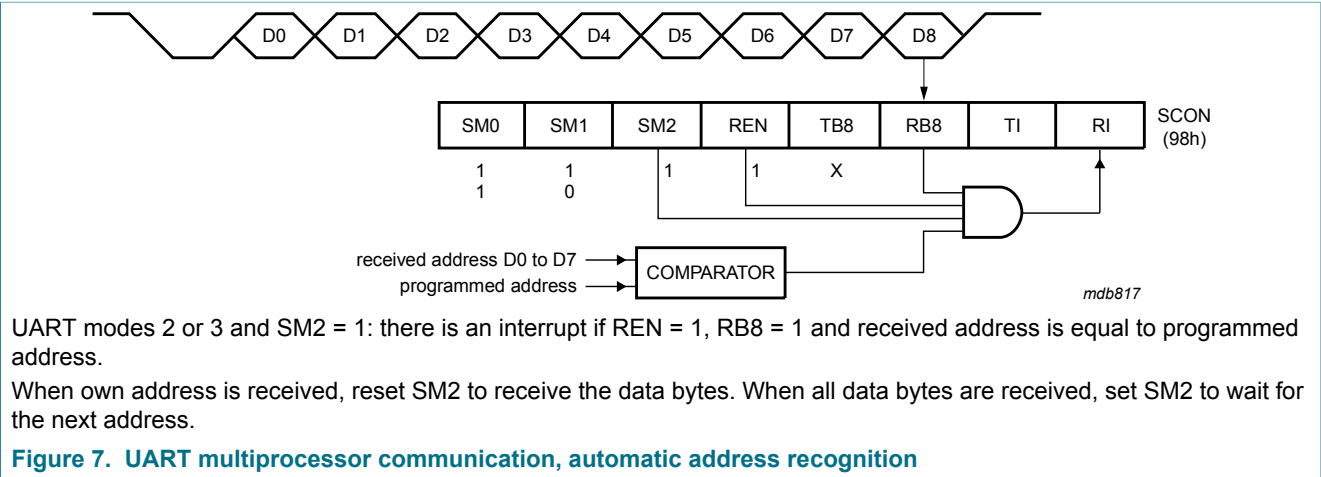 D0 D1 D2 D3 D4 D5 D6 D7 D8
SM0 SM1 SM2 REN TB8 RB8 TI RI
SCON
(98h)
1 1 1 1 X
1 0
received address D0 to D7
programmed address
COMPARATOR
mdb817
UART modes 2 or 3 and SM2 = 1: there is an interrupt if REN = 1, RB8 = 1 and received address is equal to programmed
address.
When own address is received, reset SM2 to receive the data bytes. When all data bytes are received, set SM2 to wait for
the next address.
Figure 7. UART multiprocessor communication, automatic address recognition